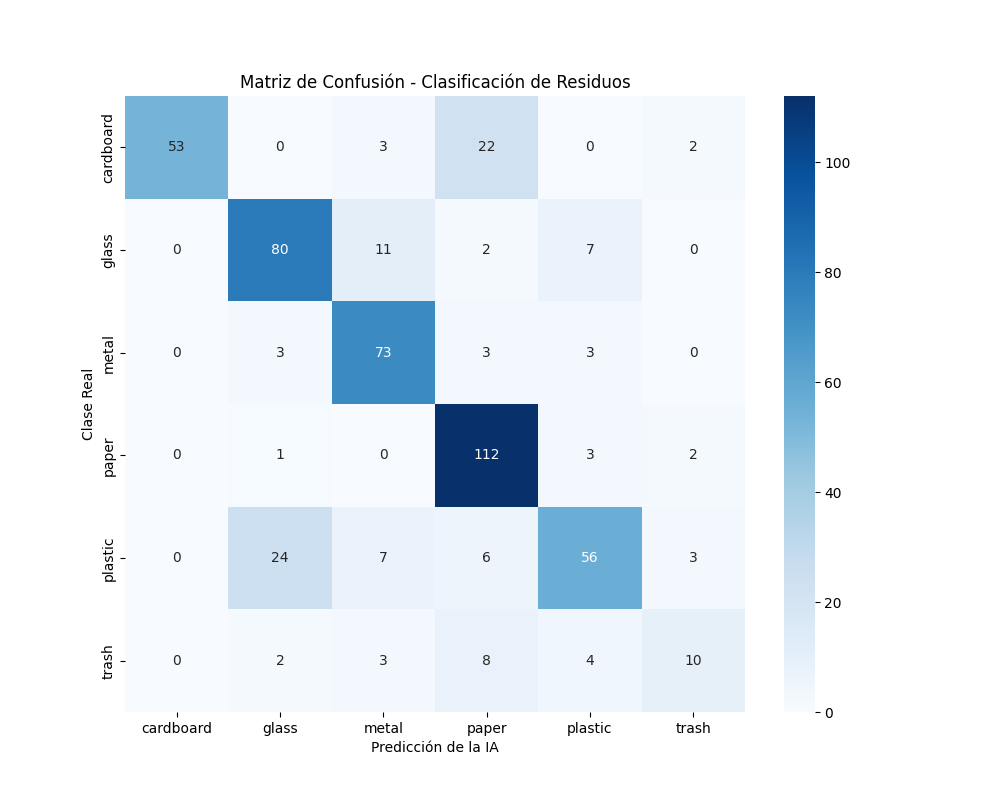 Matriz de Confusión - Clasificación de Residuos
cardboard 53 0 3 22 0 2
glass 0 80 11 2 7 0
metal 0 3 73 3 3 0
paper 0 1 0 112 3 2
plastic 0 24 7 6 56 3
trash 0 2 3 8 4 10
cardboard glass metal paper plastic trash
Predicción de la IA
Clase Real
100
80
60
40
20
0